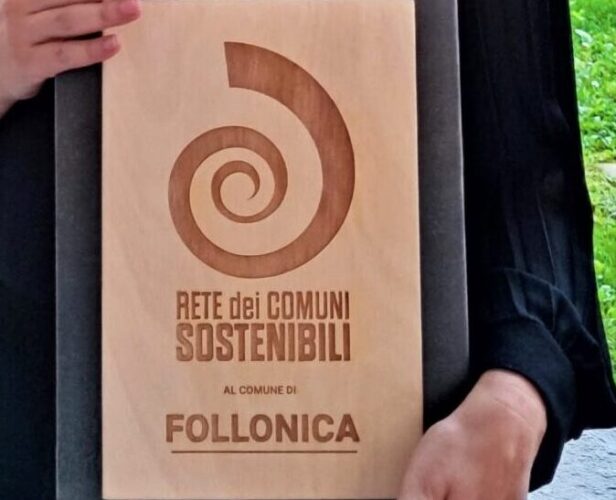 RETE dei COMUNI
SOSTENIBILI
AL COMUNE DI
FOLLONICA